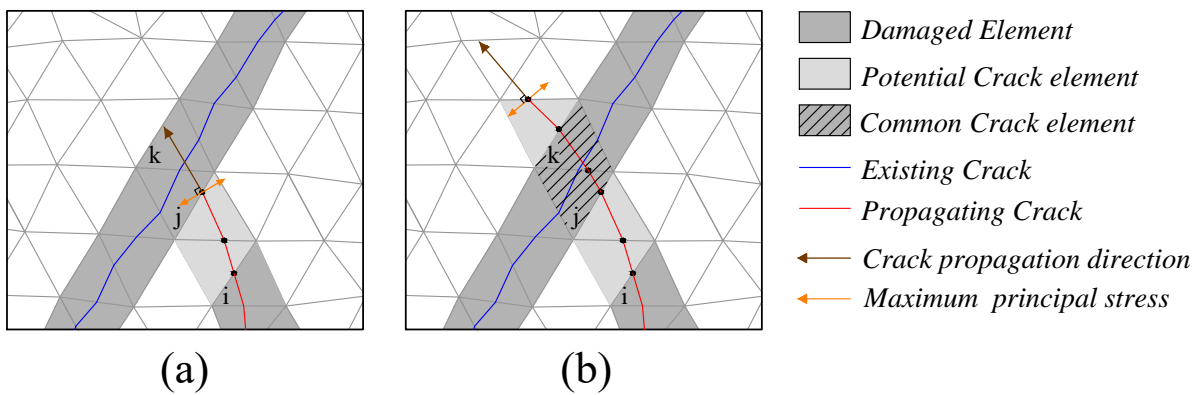 k
j
i
(a)
k
j
i
(b)
Damaged Element
Potential Crack element
Common Crack element
Existing Crack
Propagating Crack
Crack propagation direction
Maximum principal stress